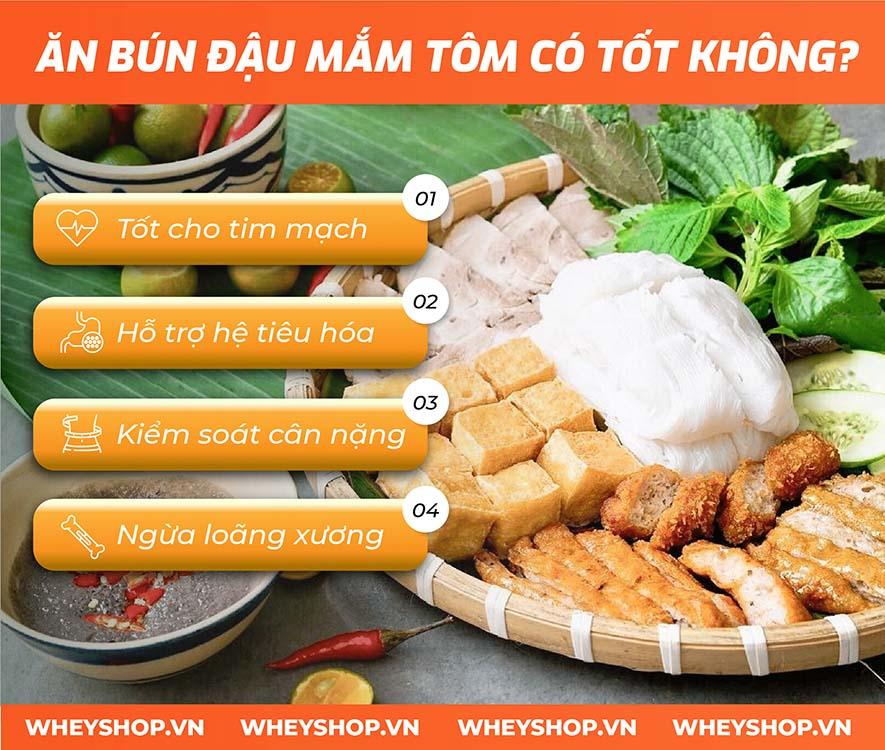 ĂN BÚN ĐẬU MẮM TÔM CÓ TỐT KHÔNG?
01
Tốt cho tim mạch
02
Hỗ trợ hệ tiêu hóa
03
Kiểm soát cân nặng
04
Ngừa loãng xương
WHEYSHOP.VN WHEYSHOP.VN WHEYSHOP.VN WHEYSHOP.VN